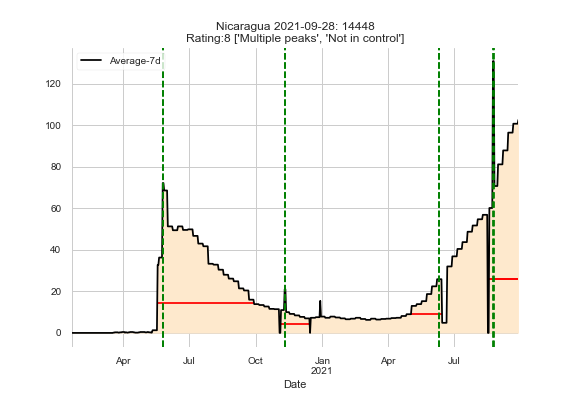 Nicaragua 2021-09-28: 14448
Rating:8 ['Multiple peaks', 'Not in control']
Average-7d
120
100
80
60
40
20
0
Apr Jul Oct Jan Apr Jul
2021
Date